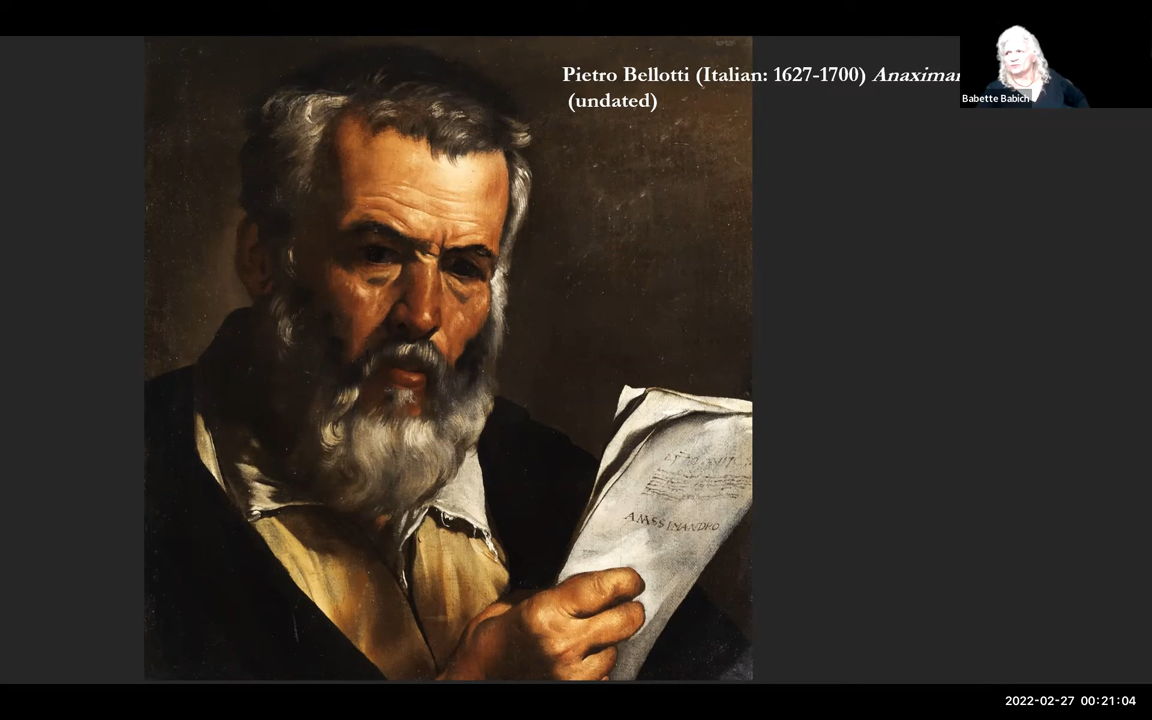 Pietro Bellotti (Italian: 1627-1700) Anaximan
(undated)
Babette Babich
AMSSIMANDRO
2022-02-27 00:21:04